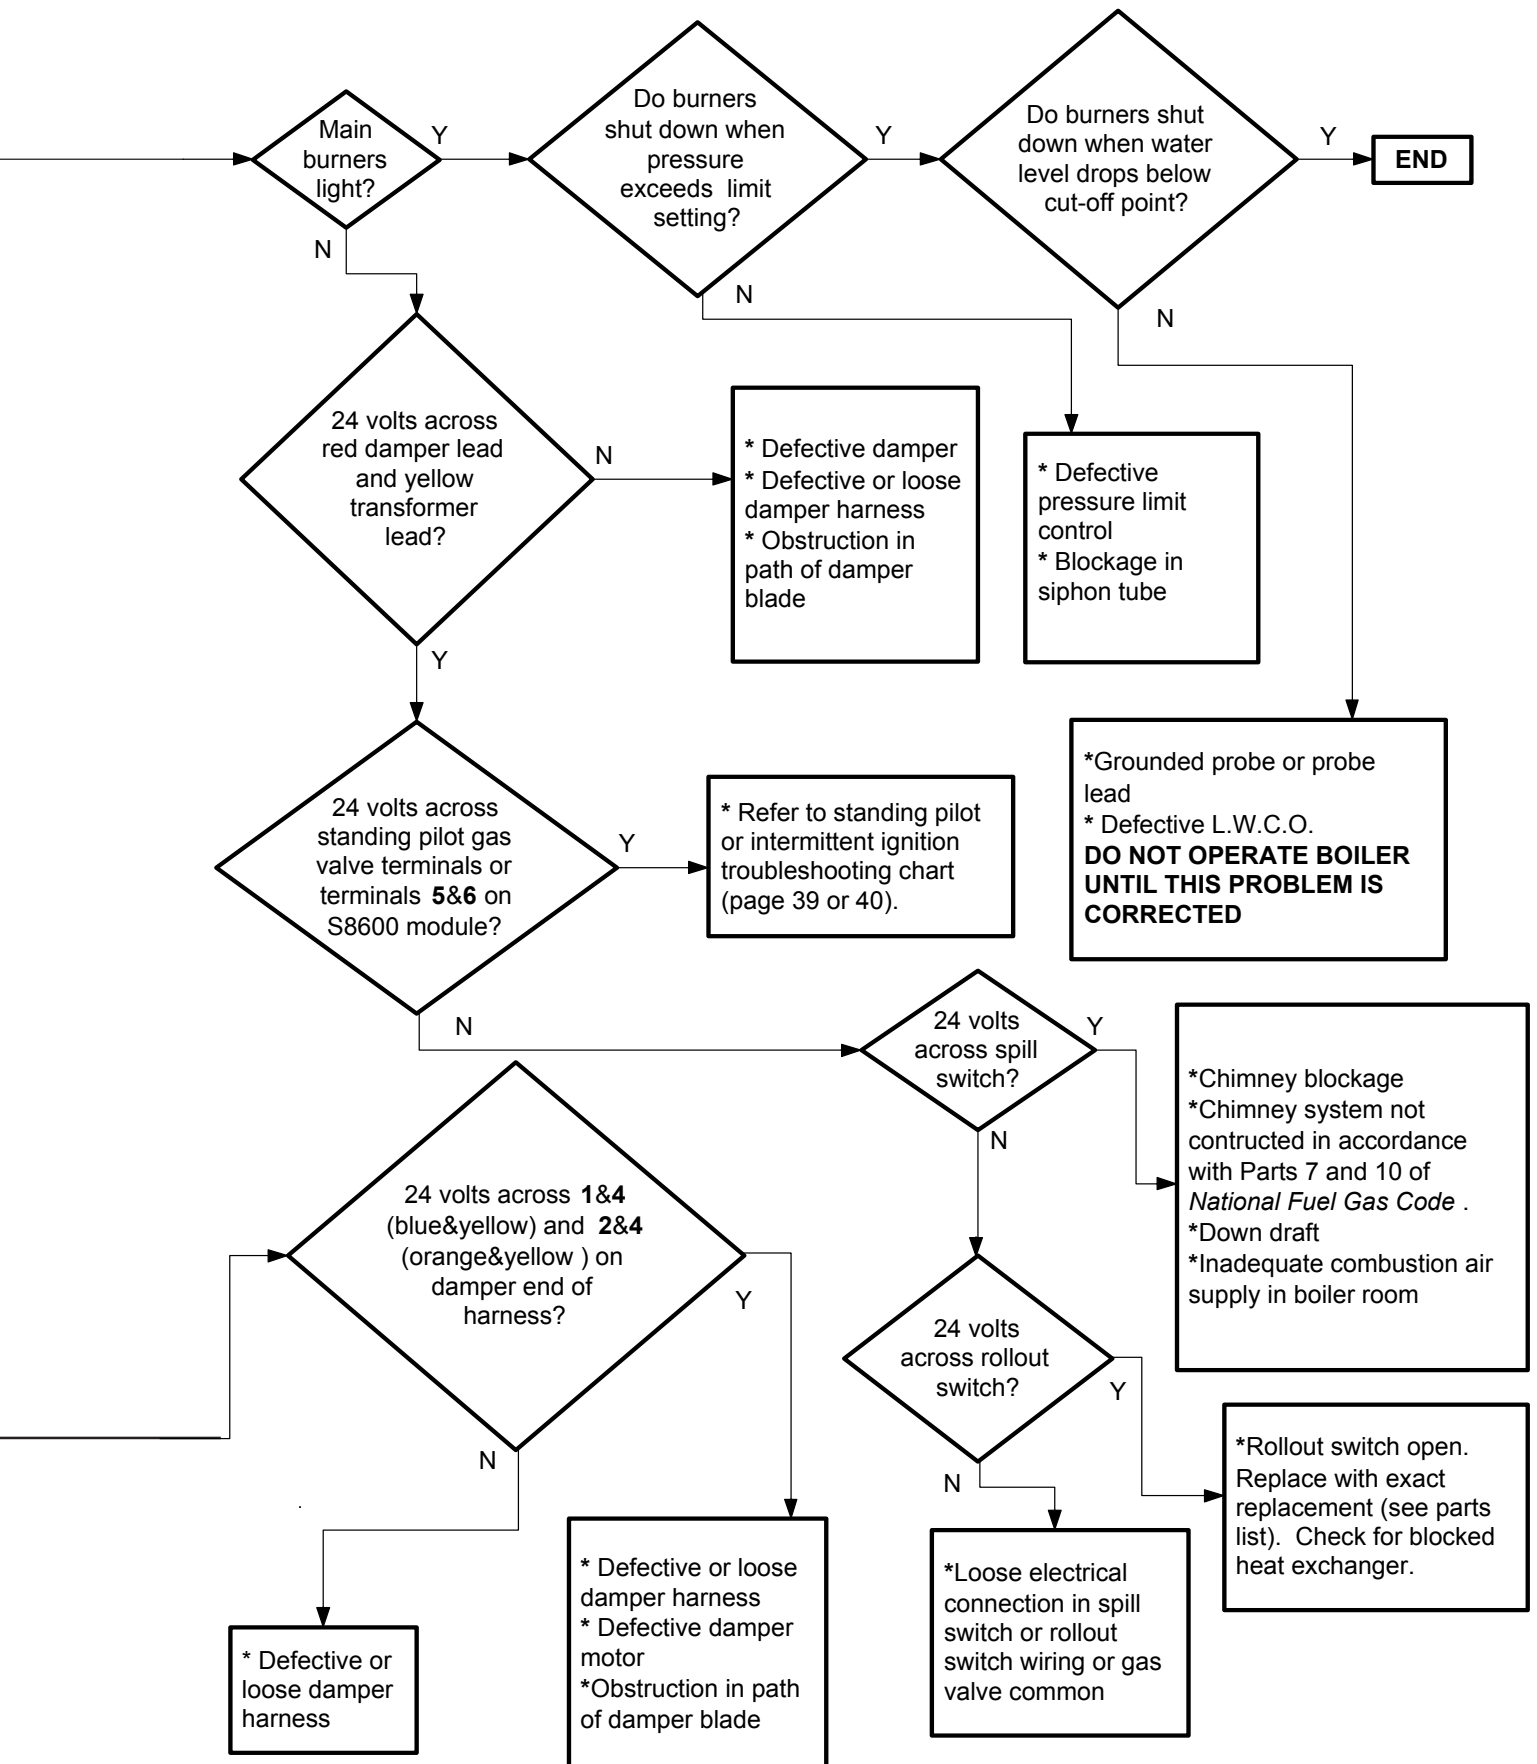 Main
burners
light?
Y
N
Do burners
shut down when
pressure
exceeds limit
setting?
Y
N
Do burners shut
down when water
level drops below
cut-off point?
Y
N
END
24 volts across
red damper lead
and yellow
transformer
lead?
N
Y
* Defective damper
* Defective or loose
damper harness
* Obstruction in
path of damper
blade
* Defective
pressure limit
control
* Blockage in
siphon tube
*Grounded probe or probe
lead
* Defective L.W.C.O.
DO NOT OPERATE BOILER
UNTIL THIS PROBLEM IS
CORRECTED
24 volts across
standing pilot gas
valve terminals or
terminals 5&6 on
S8600 module?
Y
N
* Refer to standing pilot
or intermittent ignition
troubleshooting chart
(page 39 or 40).
24 volts
across spill
switch?
Y
N
*Chimney blockage
*Chimney system not
contructed in accordance
with Parts 7 and 10 of
National Fuel Gas Code .
*Down draft
*Inadequate combustion air
supply in boiler room
24 volts across 1&4
(blue&yellow) and 2&4
(orange&yellow ) on
damper end of
harness?
Y
N
24 volts
across rollout
switch?
Y
N
*Rollout switch open.
Replace with exact
replacement (see parts
list). Check for blocked
heat exchanger.
*Loose electrical
connection in spill
switch or rollout
switch wiring or gas
valve common
* Defective or loose
damper harness
* Defective damper
motor
*Obstruction in path
of damper blade
* Defective or
loose damper
harness